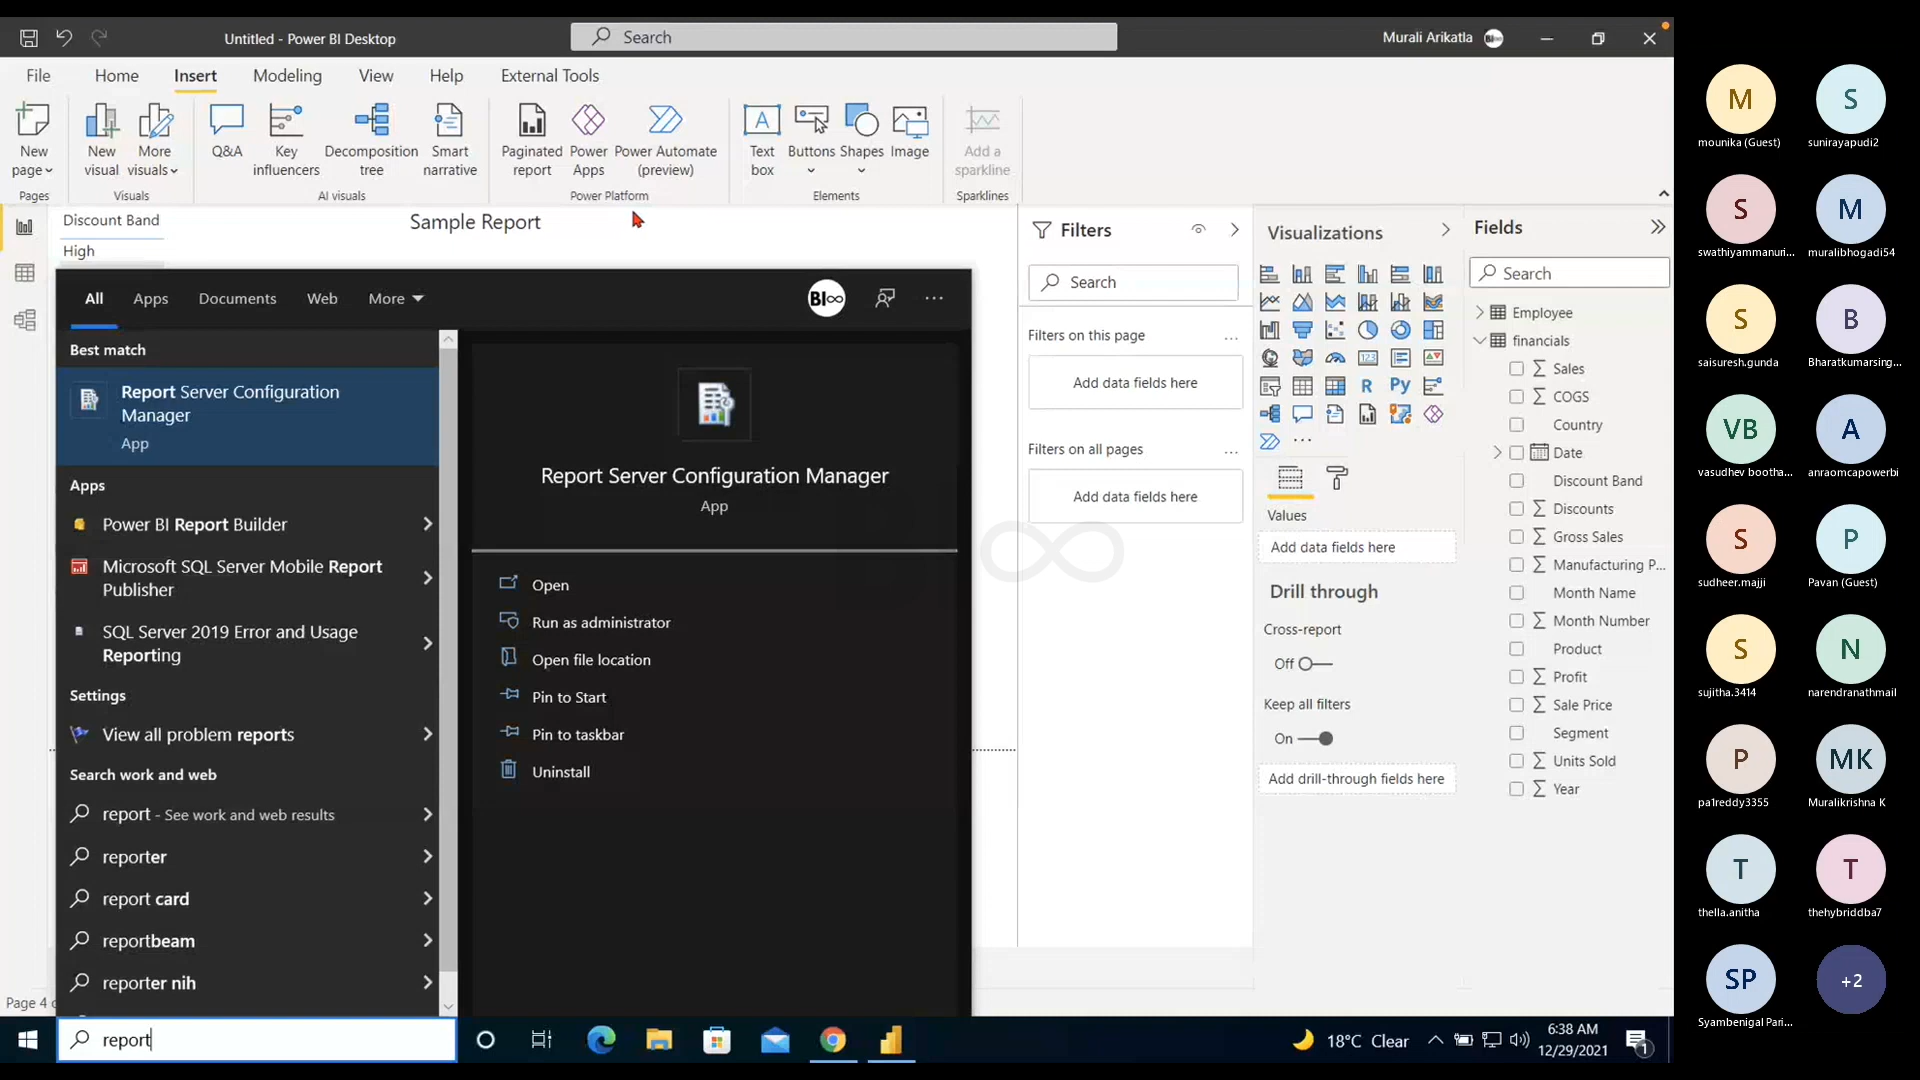 Untitled - Power BI Desktop
Search
Murali Arikatla
File
Home
Insert
Modeling
View
Help
External Tools
New
page
New
visual
More
visuals
Q&A
Key
influencers
Decomposition
tree
Smart
narrative
Paginated
report
Power
Apps
Power Automate
(preview)
Text
box
Buttons
Shapes
Image
Add a
sparkline
Pages
Visuals
AI visuals
Power Platform
Elements
Sparklines
Discount Band
High
Sample Report
All
Apps
Documents
Web
More
BI∞
Best match
Report Server Configuration
Manager
App
Apps
Power BI Report Builder
Microsoft SQL Server Mobile Report
Publisher
SQL Server 2019 Error and Usage
Reporting
Settings
View all problem reports
Search work and web
report - See work and web results
reporter
report card
reportbeam
reporter nih
Report Server Configuration Manager
App
Open
Run as administrator
Open file location
Pin to Start
Pin to taskbar
Uninstall
Filters
Search
Filters on this page
Add data fields here
Filters on all pages
Add data fields here
Visualizations
R
Py
123
Values
Add data fields here
Drill through
Cross-report
Off
Keep all filters
On
Add drill-through fields here
Fields
Search
Employee
financials
Sales
COGS
Country
Date
Discount Band
Discounts
Gross Sales
Manufacturing P...
Month Name
Month Number
Product
Profit
Sale Price
Segment
Units Sold
Year
Page 4
report
18°C Clear
6:38 AM
12/29/2021
1
M
mounika (Guest)
S
sunirayapudi2
S
swathiyammanuri...
M
muralibhogadi54
S
saisuresh.gunda
B
Bharatkumarsing...
VB
vasudhev bootha...
A
anraomcapowerbi
S
sudheer.majji
P
Pavan (Guest)
S
sujitha.3414
N
narendranathmail
P
pa1reddy3355
MK
Muralikrishna K
T
thella.anitha
T
thehybriddba7
SP
Syambenigal Pari...
+2